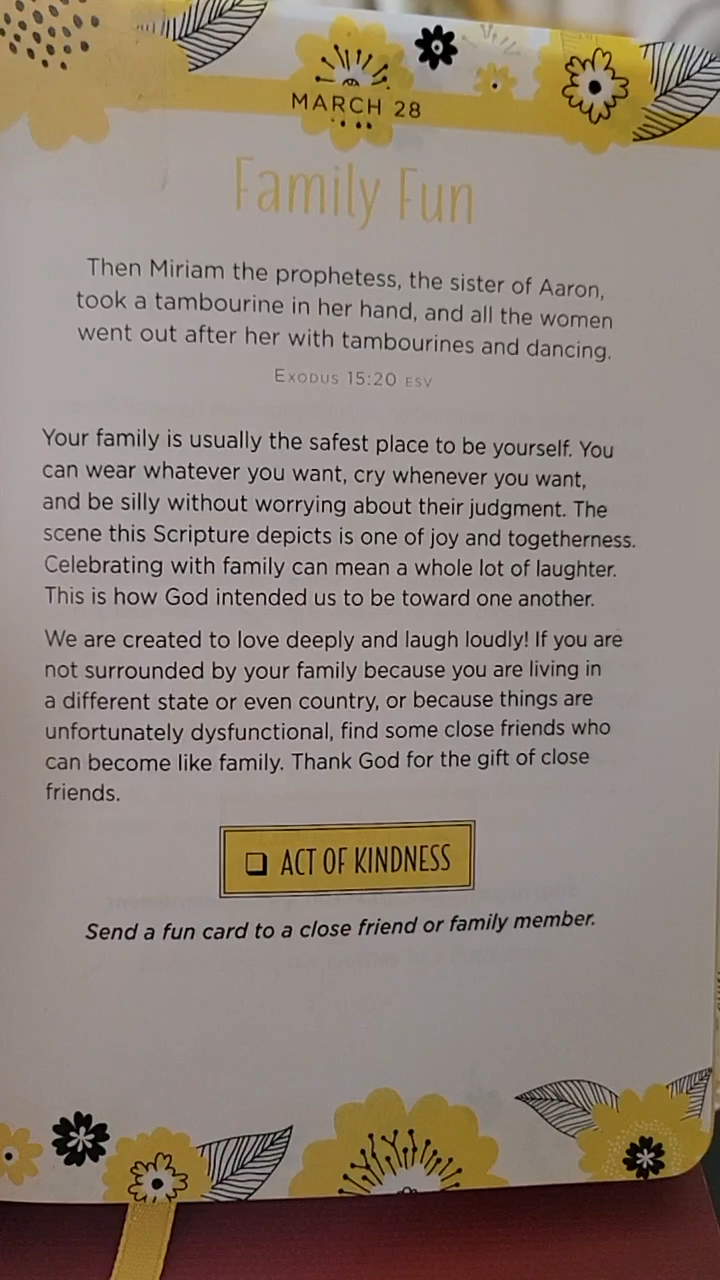 MARCH 28
Family Fun
Then Miriam the prophetess, the sister of Aaron,
took a tambourine in her hand, and all the women
went out after her with tambourines and dancing.
EXODUS 15:20 ESV
Your family is usually the safest place to be yourself. You
can wear whatever you want, cry whenever you want,
and be silly without worrying about their judgment. The
scene this Scripture depicts is one of joy and togetherness.
Celebrating with family can mean a whole lot of laughter.
This is how God intended us to be toward one another.
We are created to love deeply and laugh loudly! If you are
not surrounded by your family because you are living in
a different state or even country, or because things are
unfortunately dysfunctional, find some close friends who
can become like family. Thank God for the gift of close
friends.
❏ ACT OF KINDNESS
Send a fun card to a close friend or family member.